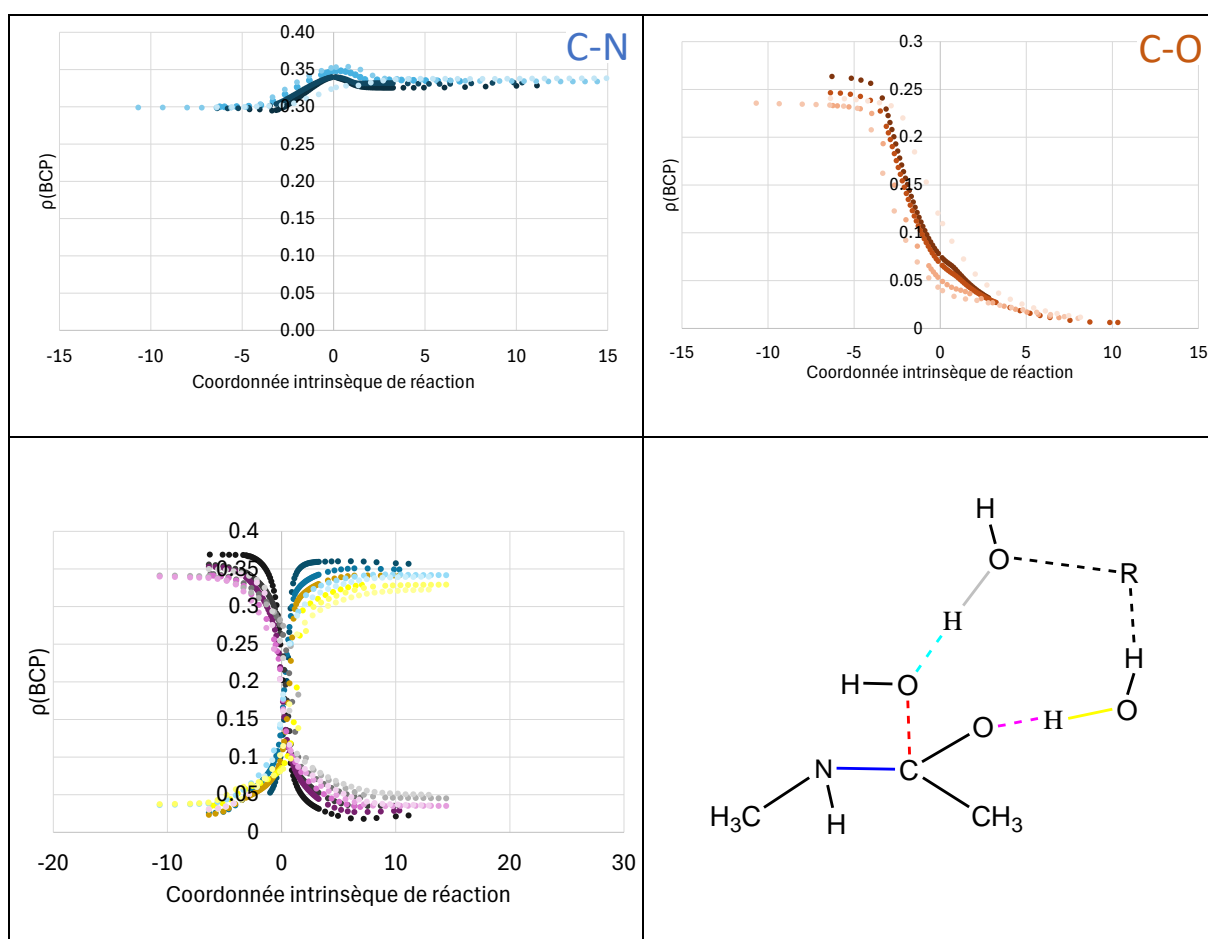 C-N
0.40
0.35
0.30
0.25
0.20
0.15
0.10
0.05
0.00
-15 -10 -5 0 5 10 15
ρ(BCP)
Coordonnée intrinsèque de réaction
C-O
0.3
0.25
0.2
0.15
0.1
0.05
0
-15 -10 -5 0 5 10 15
ρ(BCP)
Coordonnée intrinsèque de réaction
0.4
0.35
0.3
0.25
0.2
0.15
0.1
0.05
0
-20 -10 0 10 20 30
ρ(BCP)
Coordonnée intrinsèque de réaction
H
O R
H
H
H O
O H O
N C
H₃C H CH₃